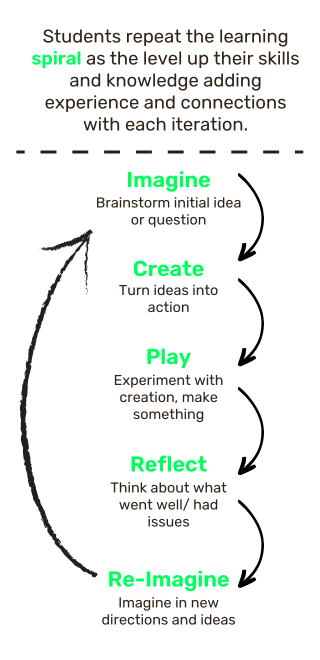 Students repeat the learning
spiral as the level up their skills
and knowledge adding
experience and connections
with each iteration.
Imagine
Brainstorm initial idea
or question
Create
Turn ideas into
action
Play
Experiment with
creation, make
something
Reflect
Think about what
went well/ had
issues
Re-Imagine
Imagine in new
directions and ideas